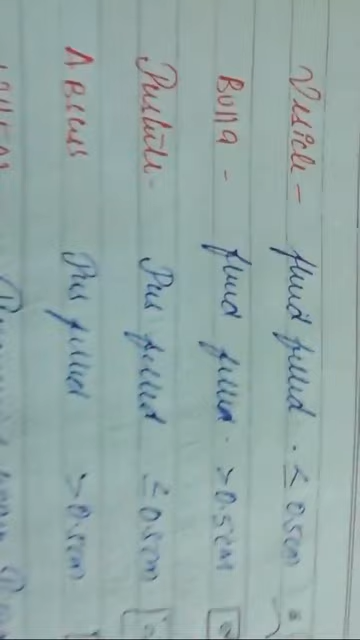 Vesicle - fluid filled. ≤ 0.5cm
Bulla - fluid filled. >0.5cm
Pustule - Pus filled ≤ 0.5cm
Abscess Pus filled >0.5cm